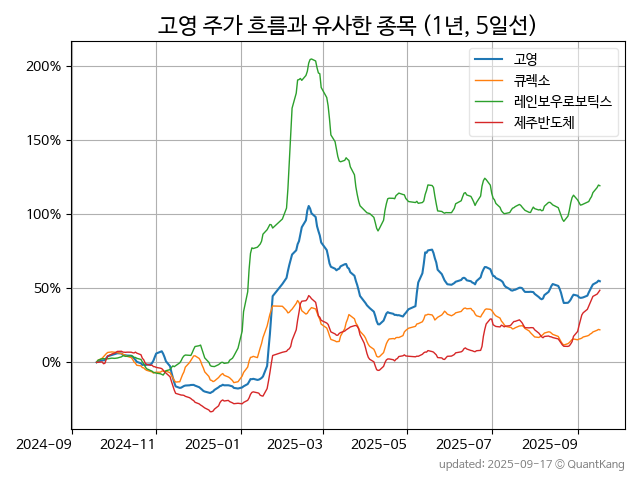 고영 주가 흐름과 유사한 종목 (1년, 5일선)
고영
큐렉소
레인보우로보틱스
제주반도체
200%
150%
100%
50%
0%
2024-09 2024-11 2025-01 2025-03 2025-05 2025-07 2025-09
updated: 2025-09-17 © QuantKang